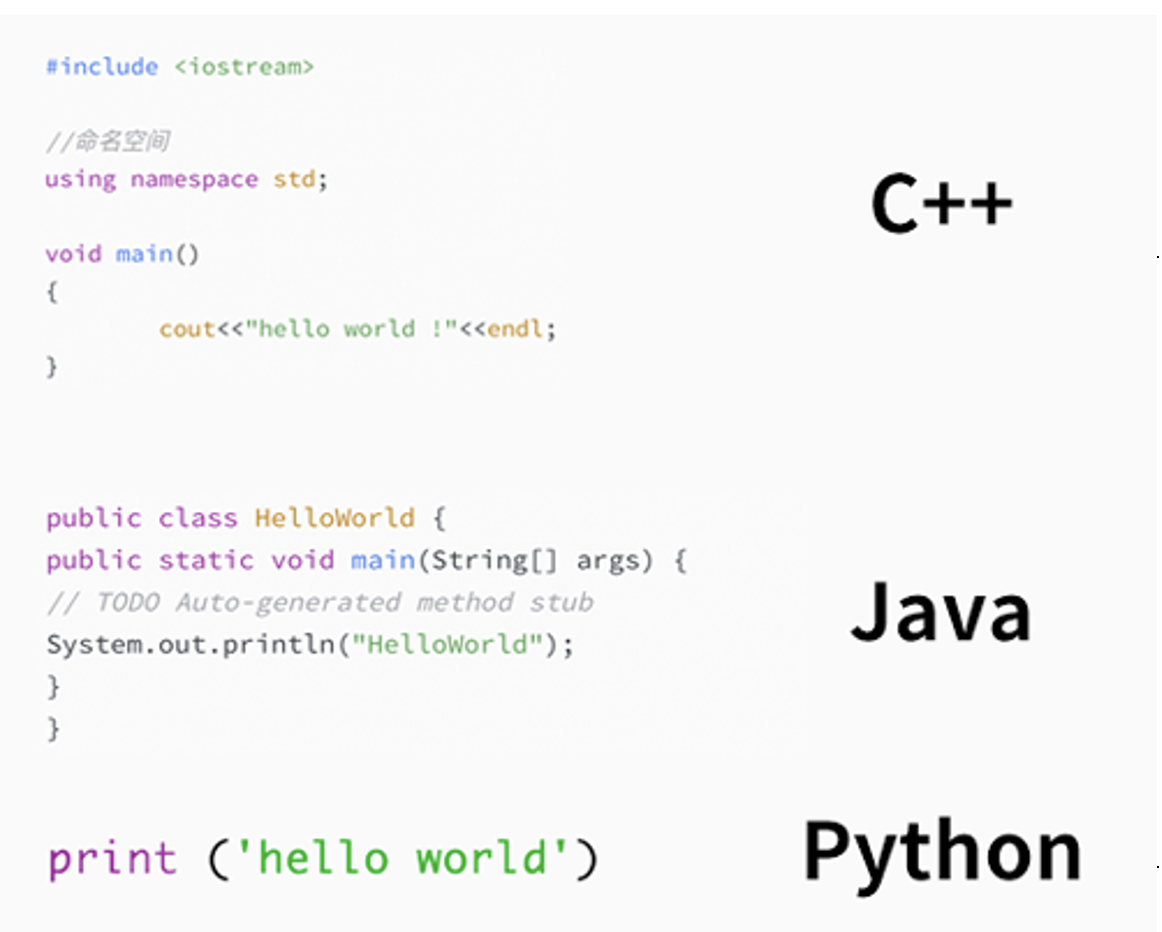 #include <iostream>
//命名空间
using namespace std;
void main()
{
cout<<"hello world !"<<endl;
}
C++
public class HelloWorld {
public static void main(String[] args) {
// TODO Auto-generated method stub
System.out.println("HelloWorld");
}
}
Java
print ('hello world')
Python